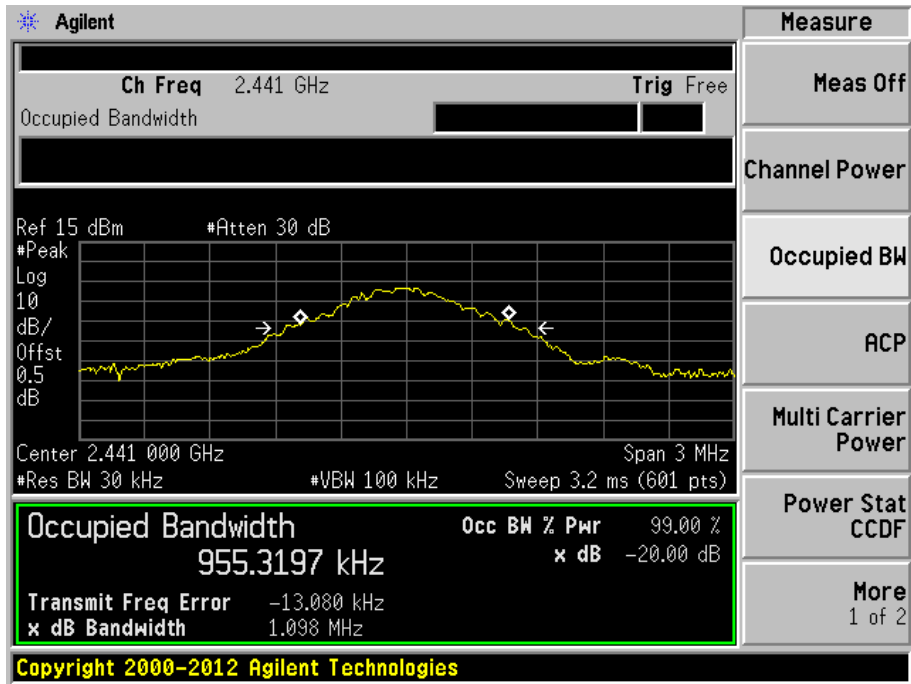 Agilent
Measure
Ch Freq 2.441 GHz Trig Free
Occupied Bandwidth
Meas Off
Channel Power
Occupied BW
ACP
Multi Carrier
Power
Power Stat
CCDF
More
1 of 2
Ref 15 dBm #Atten 30 dB
#Peak
Log
10
dB/
Offst
0.5
dB
Center 2.441 000 GHz Span 3 MHz
#Res BW 30 kHz #VBW 100 kHz Sweep 3.2 ms (601 pts)
Occupied Bandwidth Occ BW % Pwr 99.00 %
955.3197 kHz x dB -20.00 dB
Transmit Freq Error -13.080 kHz
x dB Bandwidth 1.098 MHz
Copyright 2000-2012 Agilent Technologies